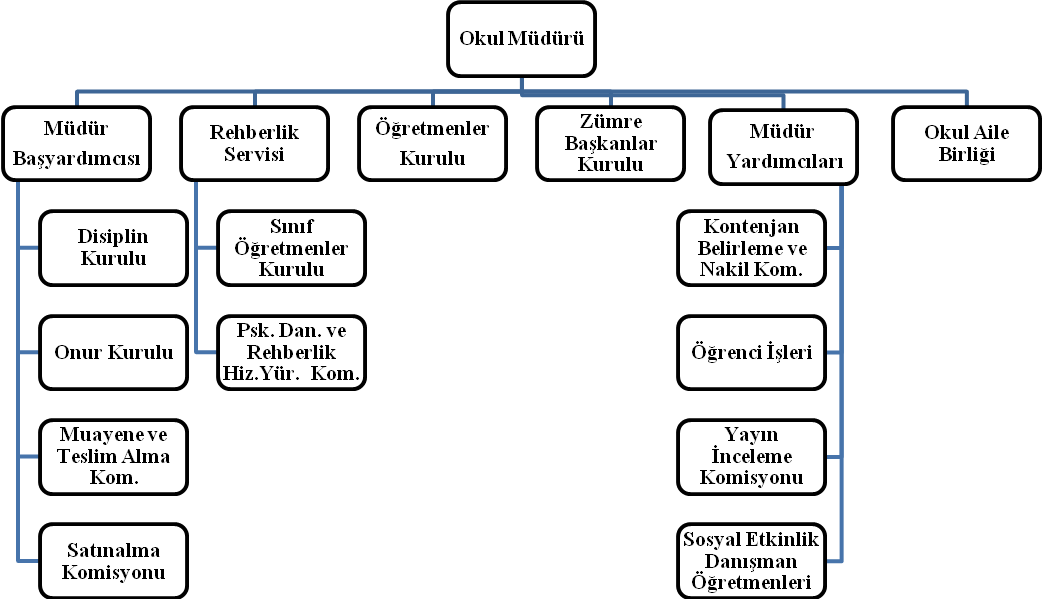 Okul Müdürü
Müdür
Başyardımcısı
Rehberlik
Servisi
Öğretmenler
Kurulu
Zümre
Başkanlar
Kurulu
Müdür
Yardımcıları
Okul Aile
Birliği
Disiplin
Kurulu
Sınıf
Öğretmenler
Kurulu
Kontenjan
Belirleme ve
Nakil Kom.
Onur Kurulu
Psk. Dan. ve
Rehberlik
Hiz.Yür. Kom.
Öğrenci İşleri
Muayene ve
Teslim Alma
Kom.
Yayın
İnceleme
Komisyonu
Satınalma
Komisyonu
Sosyal Etkinlik
Danışman
Öğretmenleri